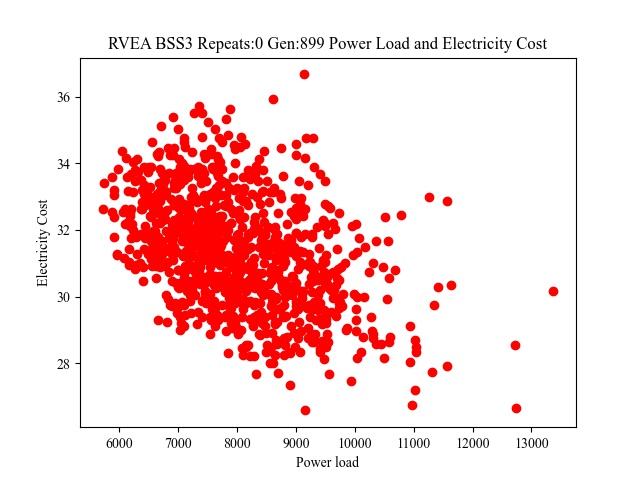 RVEA BSS3 Repeats:0 Gen:899 Power Load and Electricity Cost
36
34
32
30
28
Electricity Cost
6000 7000 8000 9000 10000 11000 12000 13000
Power load